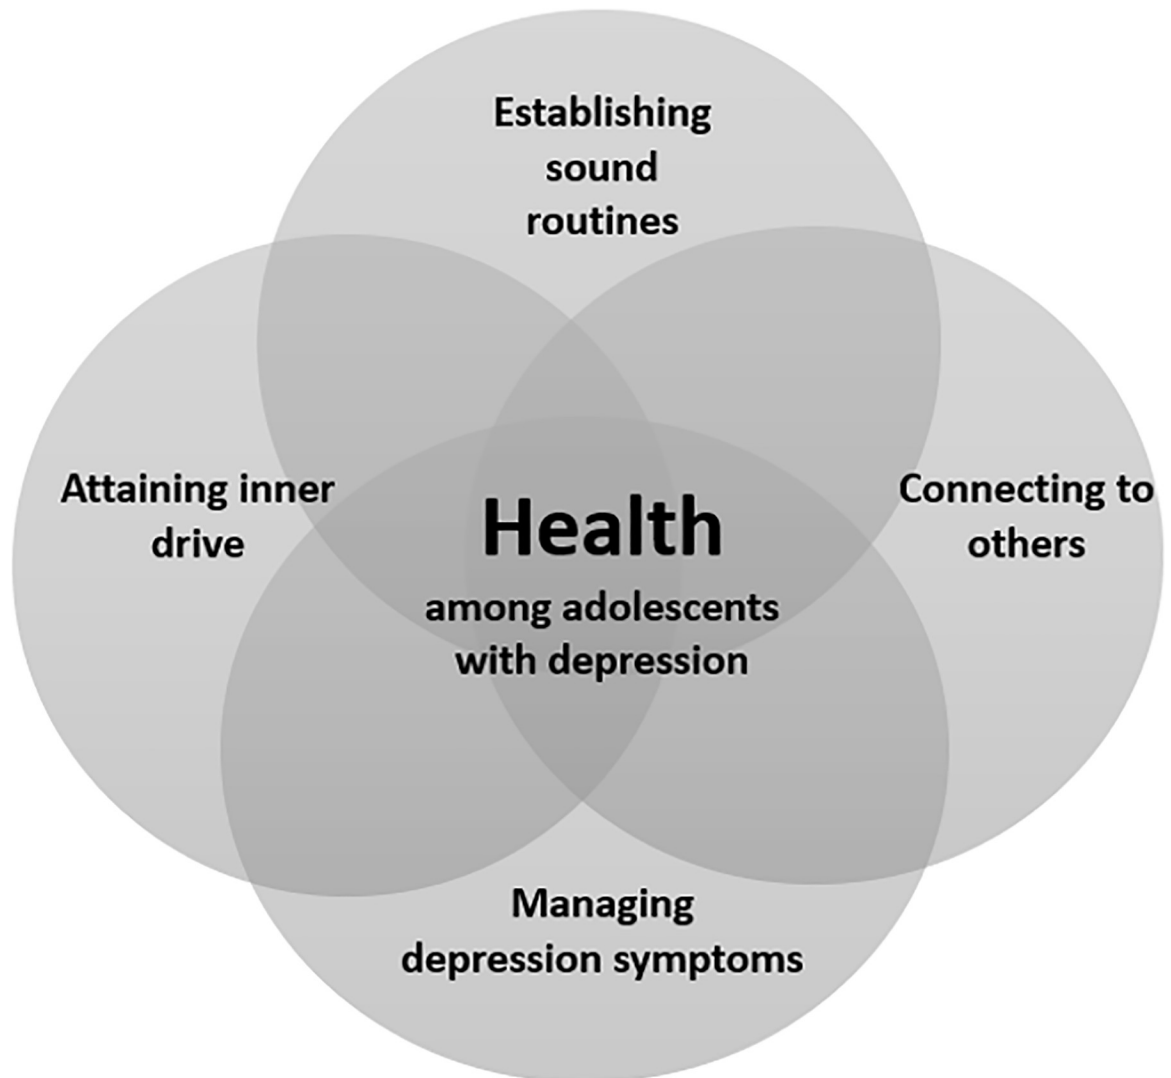 Establishing
sound
routines
Attaining inner
drive
Health
among adolescents
with depression
Connecting to
others
Managing
depression symptoms